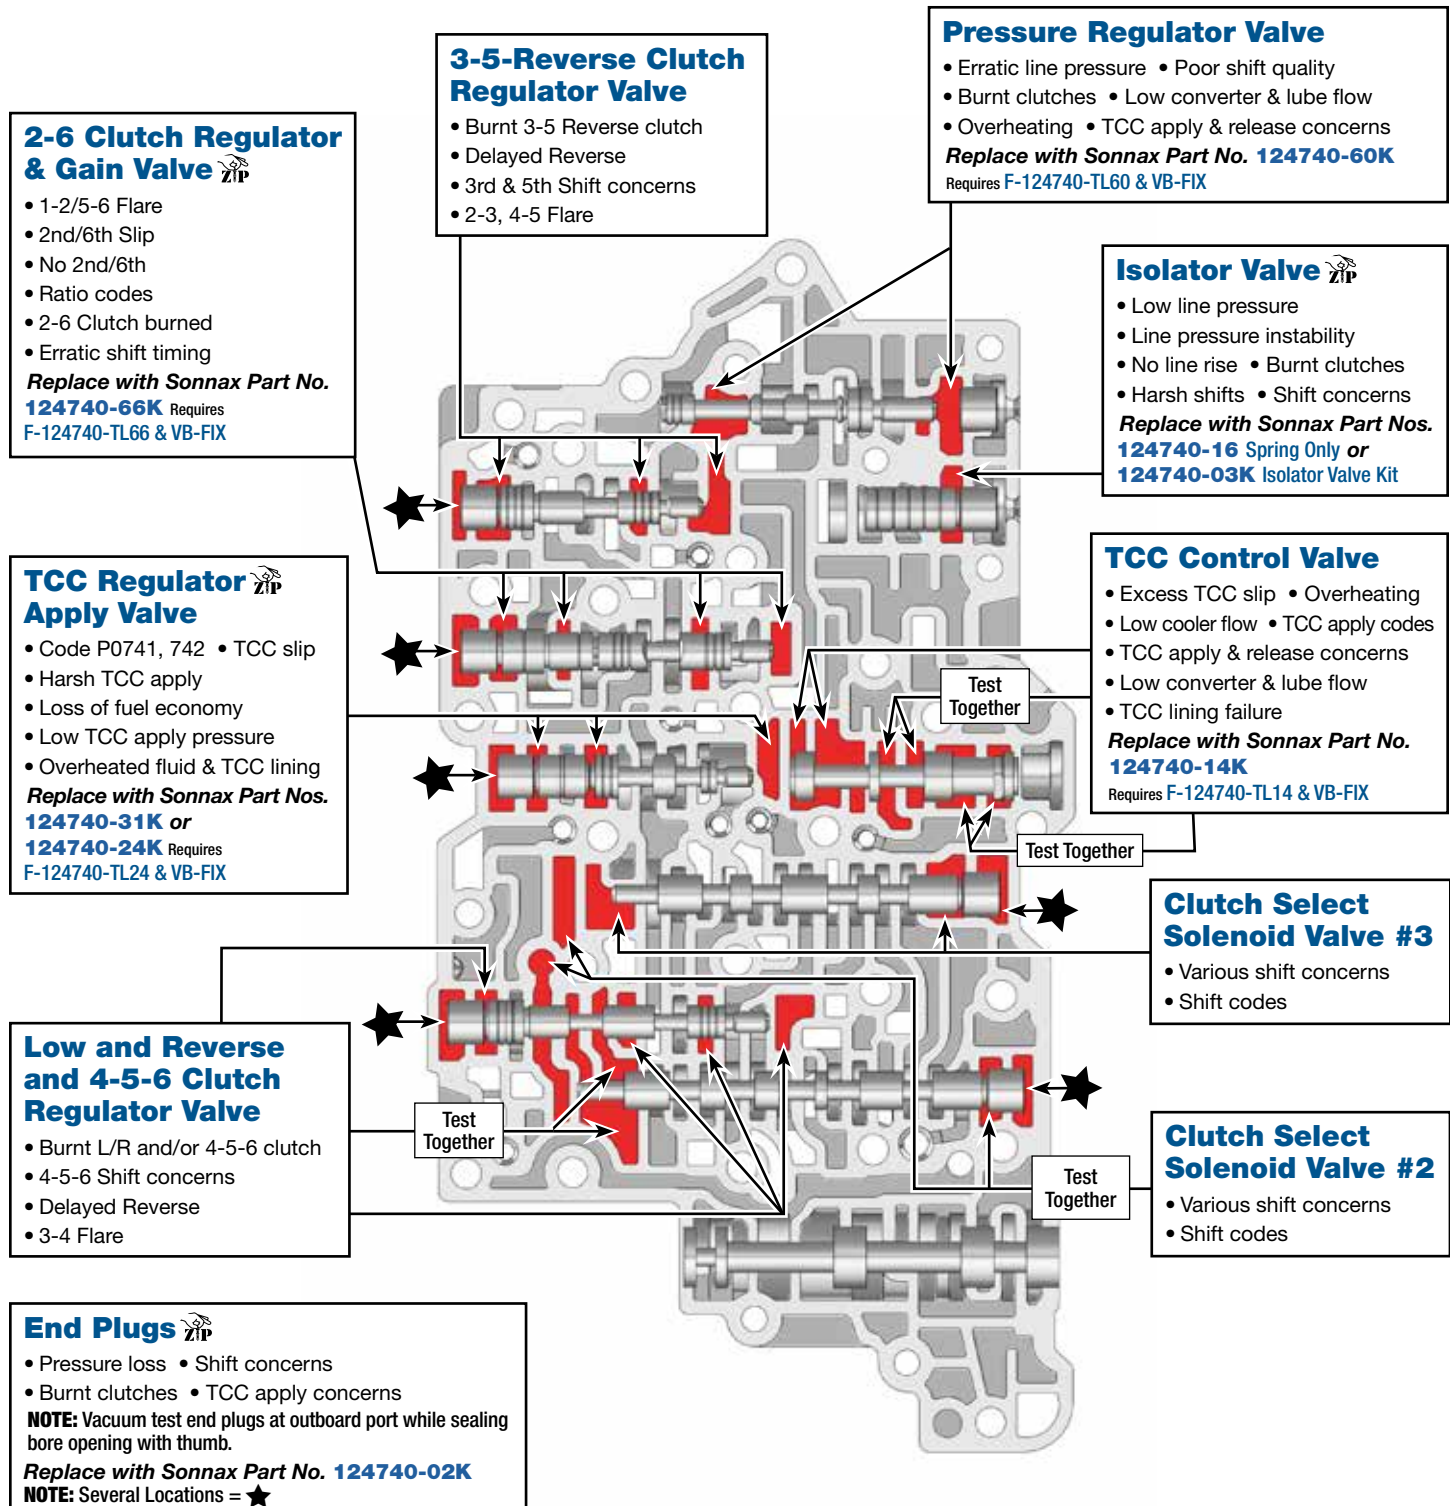 3-5-Reverse Clutch
Regulator Valve
• Burnt 3-5 Reverse clutch
• Delayed Reverse
• 3rd & 5th Shift concerns
• 2-3, 4-5 Flare
Pressure Regulator Valve
• Erratic line pressure • Poor shift quality
• Burnt clutches • Low converter & lube flow
• Overheating • TCC apply & release concerns
Replace with Sonnax Part No. 124740-60K
Requires F-124740-TL60 & VB-FIX
2-6 Clutch Regulator
& Gain Valve ZIP
• 1-2/5-6 Flare
• 2nd/6th Slip
• No 2nd/6th
• Ratio codes
• 2-6 Clutch burned
• Erratic shift timing
Replace with Sonnax Part No.
124740-66K Requires
F-124740-TL66 & VB-FIX
Isolator Valve ZIP
• Low line pressure
• Line pressure instability
• No line rise • Burnt clutches
• Harsh shifts • Shift concerns
Replace with Sonnax Part Nos.
124740-16 Spring Only or
124740-03K Isolator Valve Kit
TCC Regulator ZIP
Apply Valve
• Code P0741, 742 • TCC slip
• Harsh TCC apply
• Loss of fuel economy
• Low TCC apply pressure
• Overheated fluid & TCC lining
Replace with Sonnax Part Nos.
124740-31K or
124740-24K Requires
F-124740-TL24 & VB-FIX
TCC Control Valve
• Excess TCC slip • Overheating
• Low cooler flow • TCC apply codes
• TCC apply & release concerns
• Low converter & lube flow
• TCC lining failure
Replace with Sonnax Part No.
124740-14K
Requires F-124740-TL14 & VB-FIX
Test
Together
Test Together
Clutch Select
Solenoid Valve #3
• Various shift concerns
• Shift codes
Low and Reverse
and 4-5-6 Clutch
Regulator Valve
• Burnt L/R and/or 4-5-6 clutch
• 4-5-6 Shift concerns
• Delayed Reverse
• 3-4 Flare
Test
Together
Test
Together
Clutch Select
Solenoid Valve #2
• Various shift concerns
• Shift codes
End Plugs ZIP
• Pressure loss • Shift concerns
• Burnt clutches • TCC apply concerns
NOTE: Vacuum test end plugs at outboard port while sealing
bore opening with thumb.
Replace with Sonnax Part No. 124740-02K
NOTE: Several Locations = ★